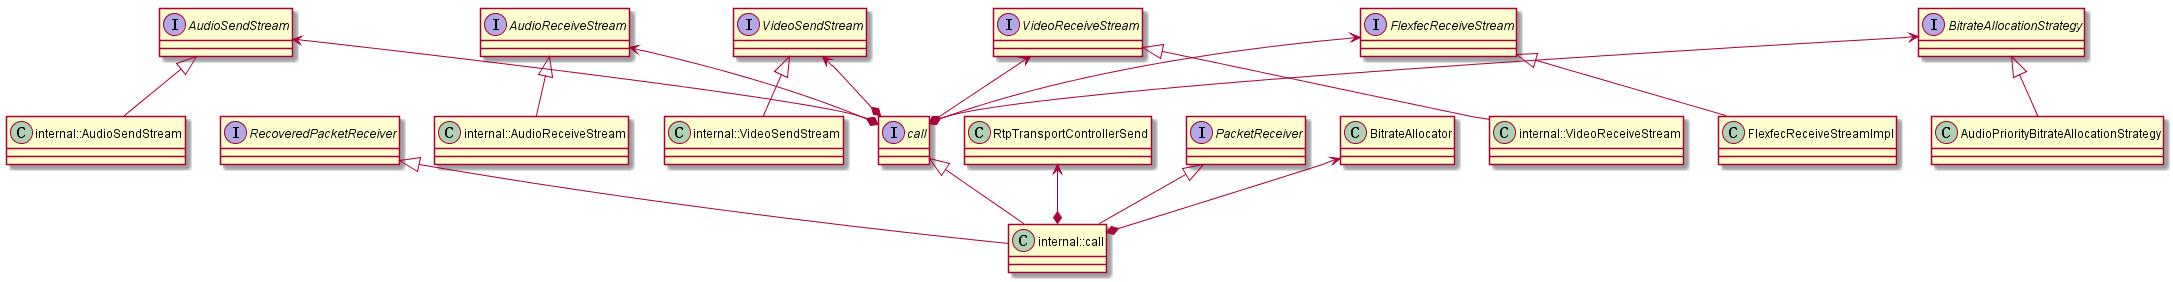 I AudioSendStream
I AudioReceiveStream
I VideoSendStream
I VideoReceiveStream
I FlexfecReceiveStream
I BitrateAllocationStrategy
C internal::AudioSendStream
I RecoveredPacketReceiver
C internal::AudioReceiveStream
C internal::VideoSendStream
I call
C RtpTransportControllerSend
I PacketReceiver
C BitrateAllocator
C internal::VideoReceiveStream
C FlexfecReceiveStreamImpl
C AudioPriorityBitrateAllocationStrategy
C internal::call